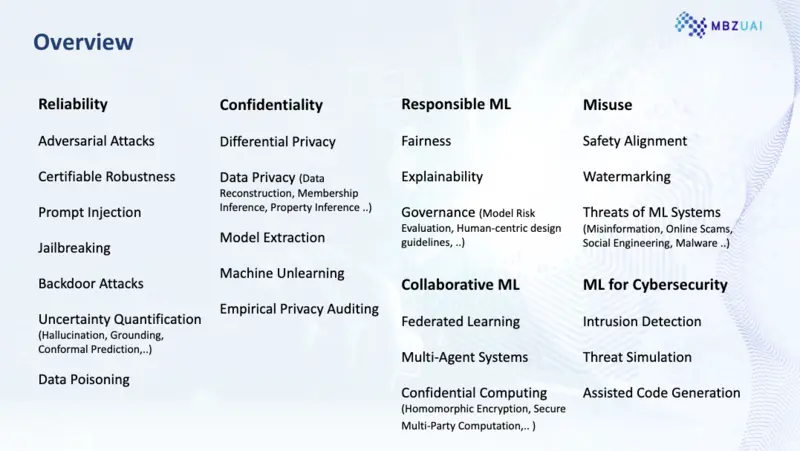 MBZUAI
Overview
Reliability
Adversarial Attacks
Certifiable Robustness
Prompt Injection
Jailbreaking
Backdoor Attacks
Uncertainty Quantification
(Hallucination, Grounding,
Conformal Prediction,..)
Data Poisoning
Confidentiality
Differential Privacy
Data Privacy (Data
Reconstruction, Membership
Inference, Property Inference ..)
Model Extraction
Machine Unlearning
Empirical Privacy Auditing
Responsible ML
Fairness
Explainability
Governance (Model Risk
Evaluation, Human-centric design
guidelines, ..)
Collaborative ML
Federated Learning
Multi-Agent Systems
Confidential Computing
(Homomorphic Encryption, Secure
Multi-Party Computation,.. )
Misuse
Safety Alignment
Watermarking
Threats of ML Systems
(Misinformation, Online Scams,
Social Engineering, Malware ..)
ML for Cybersecurity
Intrusion Detection
Threat Simulation
Assisted Code Generation